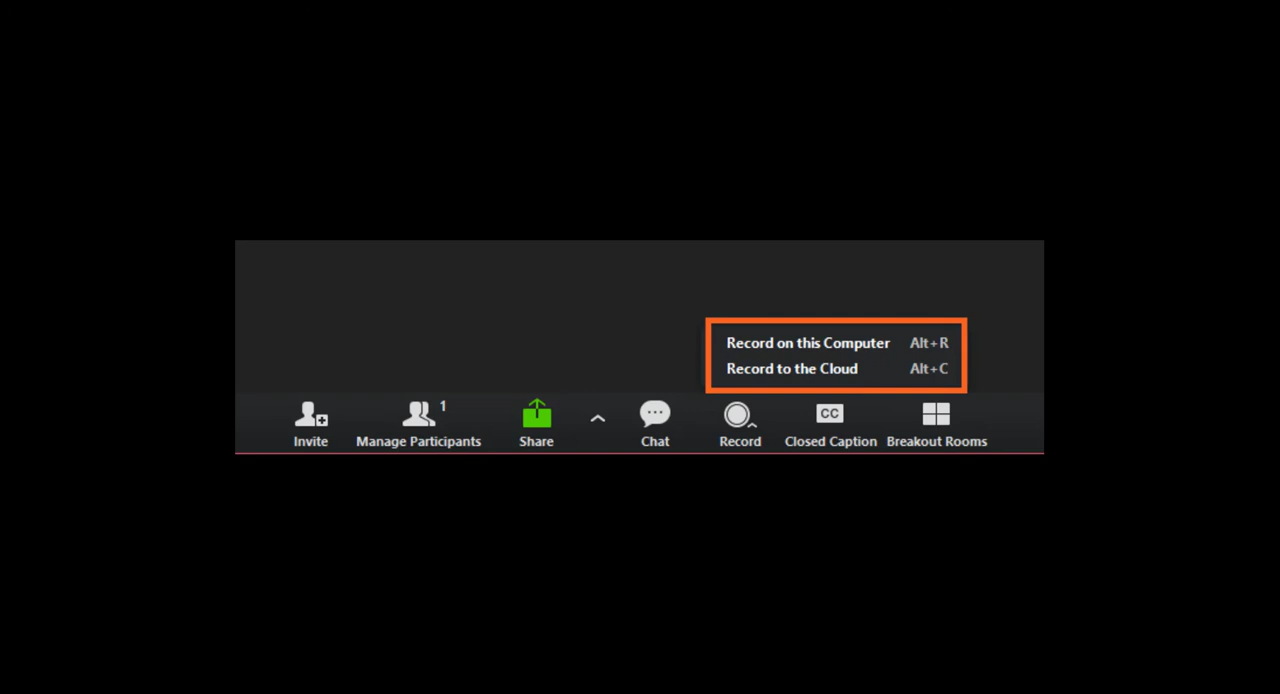 Record on this Computer Alt+R
Record to the Cloud Alt+C
1
Invite Manage Participants Share Chat Record CC Closed Caption Breakout Rooms